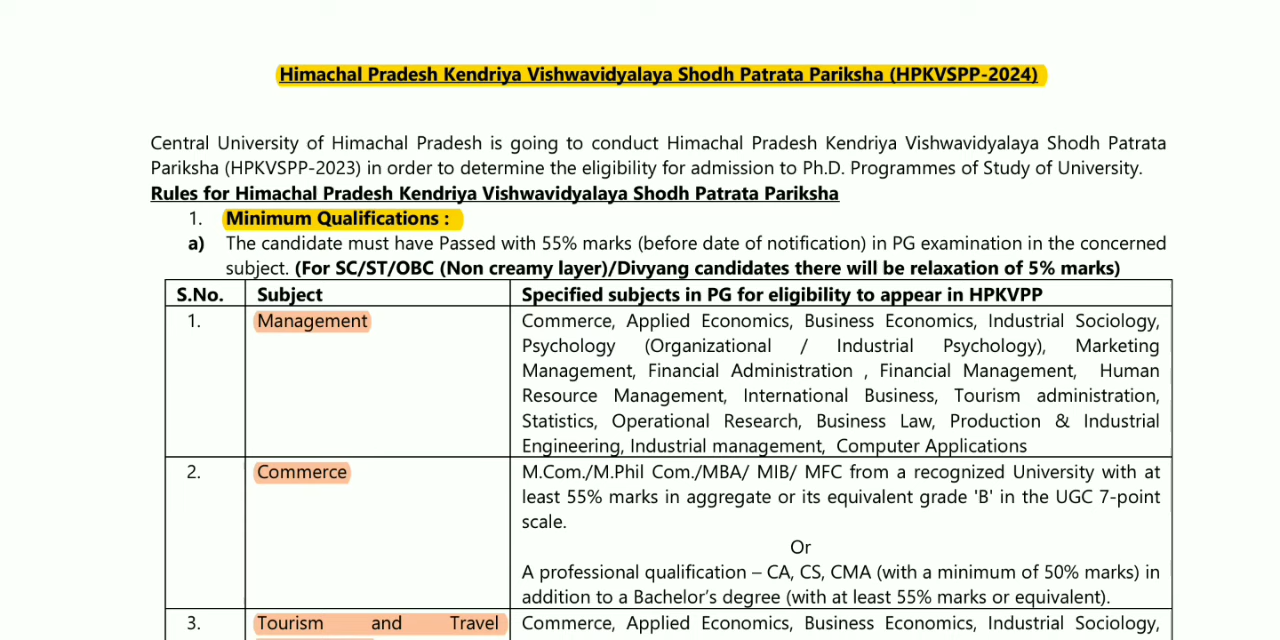 Himachal Pradesh Kendriya Vishwavidyalaya Shodh Patrata Pariksha (HPKVSPP-2024)
Central University of Himachal Pradesh is going to conduct Himachal Pradesh Kendriya Vishwavidyalaya Shodh Patrata
Pariksha (HPKVSPP-2023) in order to determine the eligibility for admission to Ph.D. Programmes of Study of University.
Rules for Himachal Pradesh Kendriya Vishwavidyalaya Shodh Patrata Pariksha
1. Minimum Qualifications :
a) The candidate must have Passed with 55% marks (before date of notification) in PG examination in the concerned
subject. (For SC/ST/OBC (Non creamy layer)/Divyang candidates there will be relaxation of 5% marks)
S.No. Subject Specified subjects in PG for eligibility to appear in HPKVPP
1. Management Commerce, Applied Economics, Business Economics, Industrial Sociology,
Psychology (Organizational / Industrial Psychology), Marketing
Management, Financial Administration , Financial Management, Human
Resource Management, International Business, Tourism administration,
Statistics, Operational Research, Business Law, Production & Industrial
Engineering, Industrial management, Computer Applications
2. Commerce M.Com./M.Phil Com./MBA/ MIB/ MFC from a recognized University with at
least 55% marks in aggregate or its equivalent grade 'B' in the UGC 7-point
scale.
Or
A professional qualification – CA, CS, CMA (with a minimum of 50% marks) in
addition to a Bachelor’s degree (with at least 55% marks or equivalent).
3. Tourism and Travel Commerce, Applied Economics, Business Economics, Industrial Sociology,